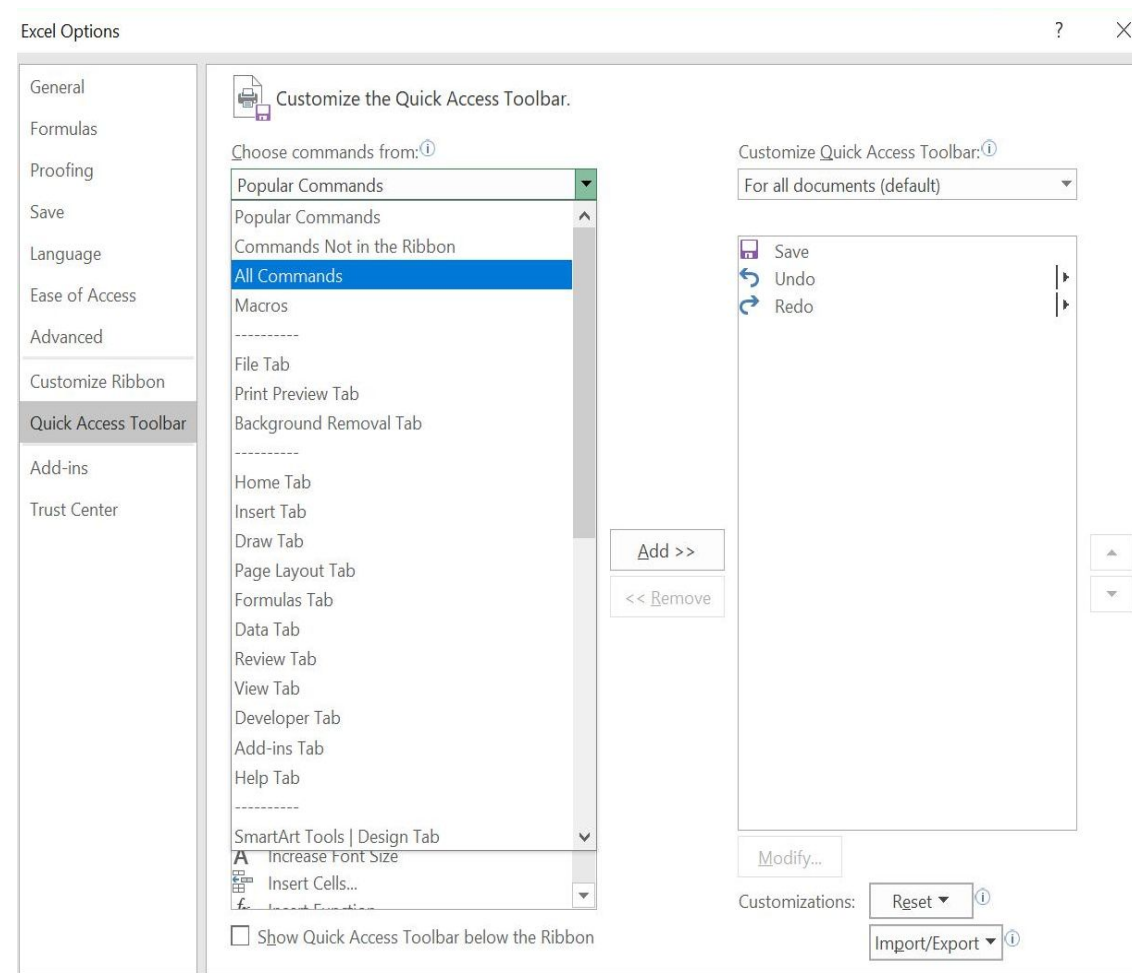 Excel Options
?
General
Formulas
Proofing
Save
Language
Ease of Access
Advanced
Customize Ribbon
Quick Access Toolbar
Add-ins
Trust Center
Customize the Quick Access Toolbar.
Choose commands from:
Popular Commands
Popular Commands
Commands Not in the Ribbon
All Commands
Macros
----------
File Tab
Print Preview Tab
Background Removal Tab
----------
Home Tab
Insert Tab
Draw Tab
Page Layout Tab
Formulas Tab
Data Tab
Review Tab
View Tab
Developer Tab
Add-ins Tab
Help Tab
----------
SmartArt Tools | Design Tab
A Increase Font Size
Insert Cells...
fx Insert Function
Show Quick Access Toolbar below the Ribbon
Add >>
<< Remove
Customize Quick Access Toolbar:
For all documents (default)
Save
Undo
Redo
Modify...
Customizations:
Reset
Import/Export